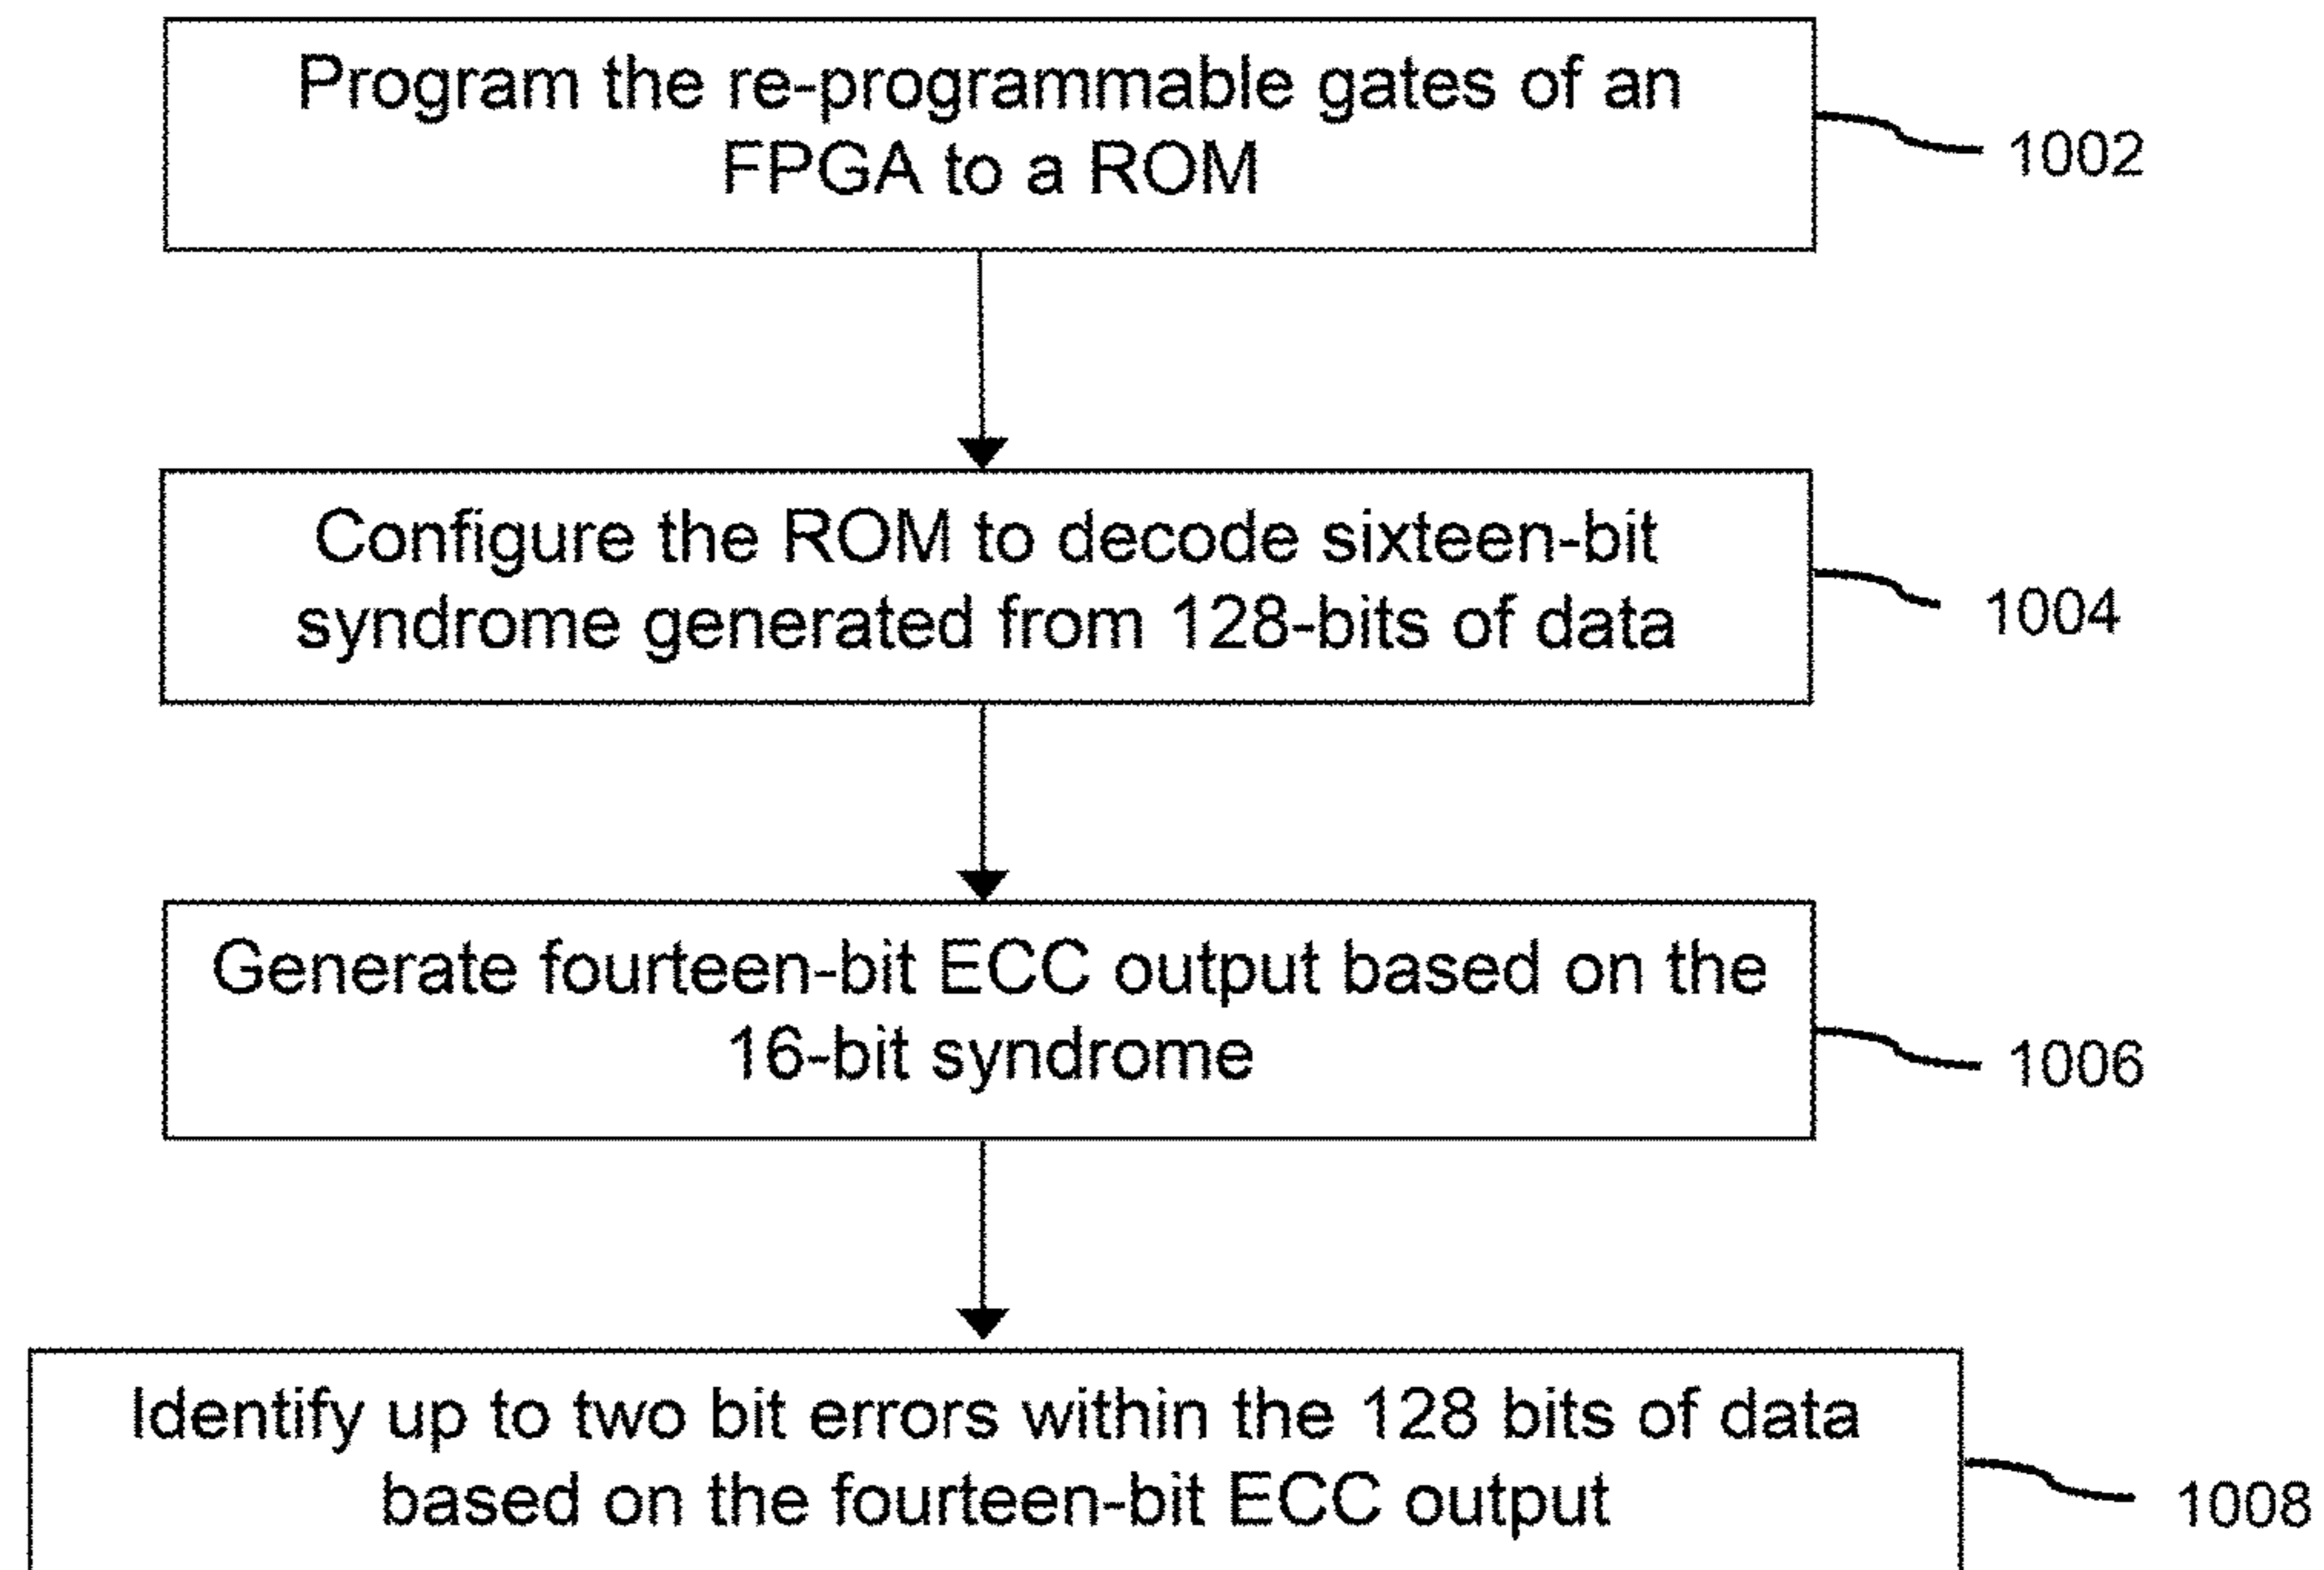 Program the re-programmable gates of an
FPGA to a ROM
1002
Configure the ROM to decode sixteen-bit
syndrome generated from 128-bits of data
1004
Generate fourteen-bit ECC output based on the
16-bit syndrome
1006
Identify up to two bit errors within the 128 bits of data
based on the fourteen-bit ECC output
1008